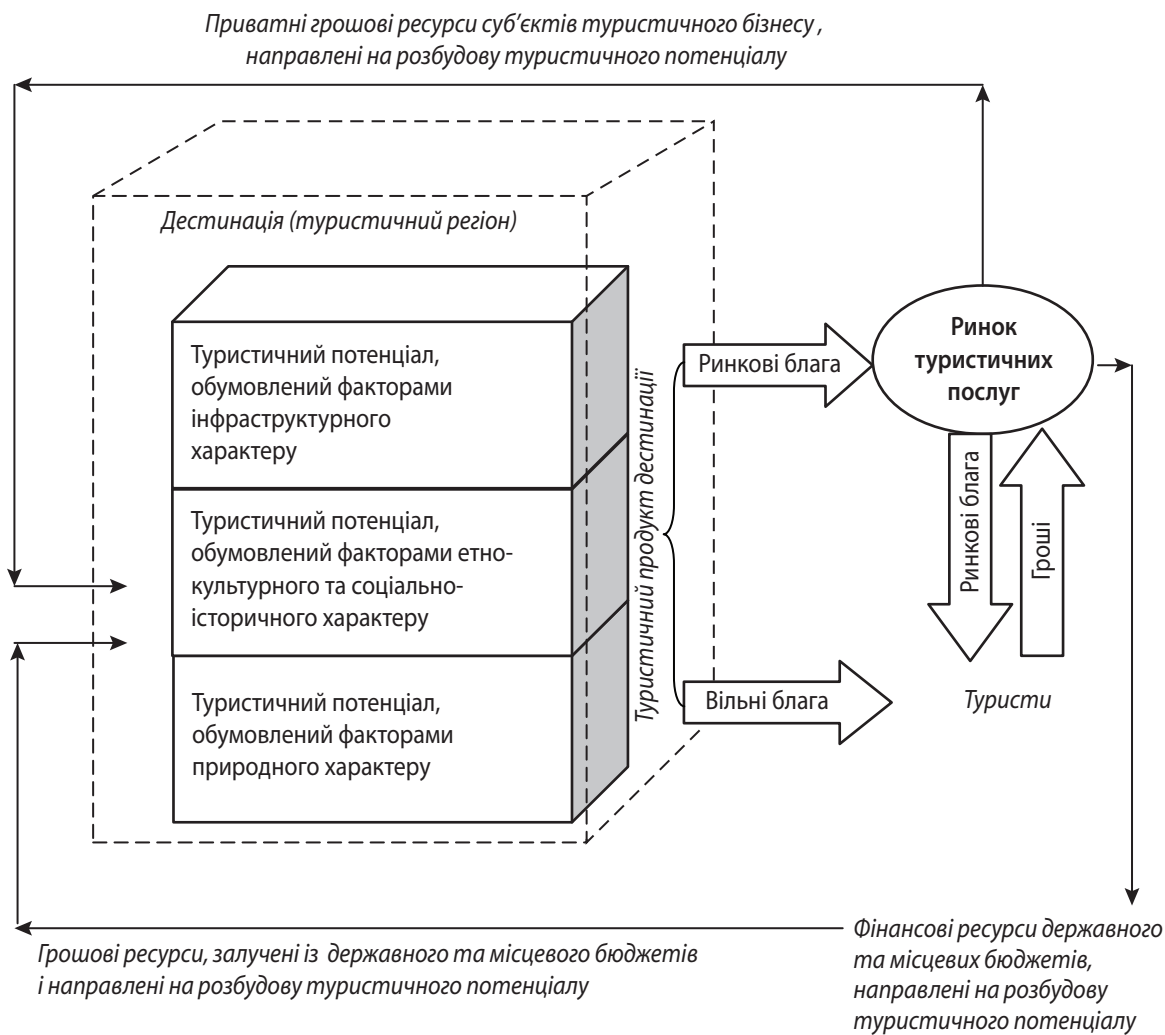 Приватні грошові ресурси суб’єктів туристичного бізнесу ,
направлені на розбудову туристичного потенціалу
Дестинація (туристичний регіон)
Туристичний потенціал,
обумовлений факторами
інфраструктурного
характеру
Туристичний потенціал,
обумовлений факторами етно-
культурного та соціально-
історичного характеру
Туристичний потенціал,
обумовлений факторами
природного характеру
Туристичний продукт дестинації
Ринкові блага
Вільні блага
Ринок
туристичних
послуг
Ринкові блага
Гроші
Туристи
Грошові ресурси, залучені із державного та місцевого бюджетів
і направлені на розбудову туристичного потенціалу
Фінансові ресурси державного
та місцевих бюджетів,
направлені на розбудову
туристичного потенціалу